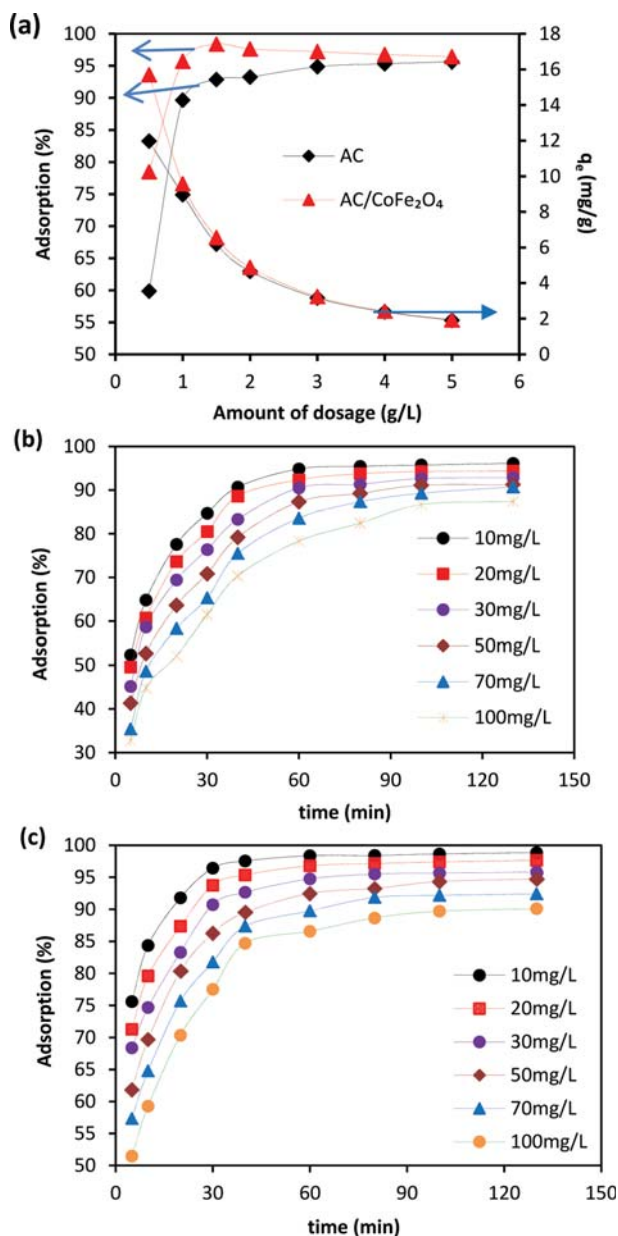 (a)
100
95
90
85
80
75
70
65
60
55
50
Adsorption (%)
18
16
14
12
10
8
6
4
2
0
qₑ (mg/g)
AC
AC/CoFe₂O₄
0 1 2 3 4 5 6
Amount of dosage (g/L)
(b)
100
90
80
70
60
50
40
30
Adsorption (%)
10mg/L
20mg/L
30mg/L
50mg/L
70mg/L
100mg/L
0 30 60 90 120 150
time (min)
(c)
100
95
90
85
80
75
70
65
60
55
50
Adsorption (%)
10mg/L
20mg/L
30mg/L
50mg/L
70mg/L
100mg/L
0 30 60 90 120 150
time (min)